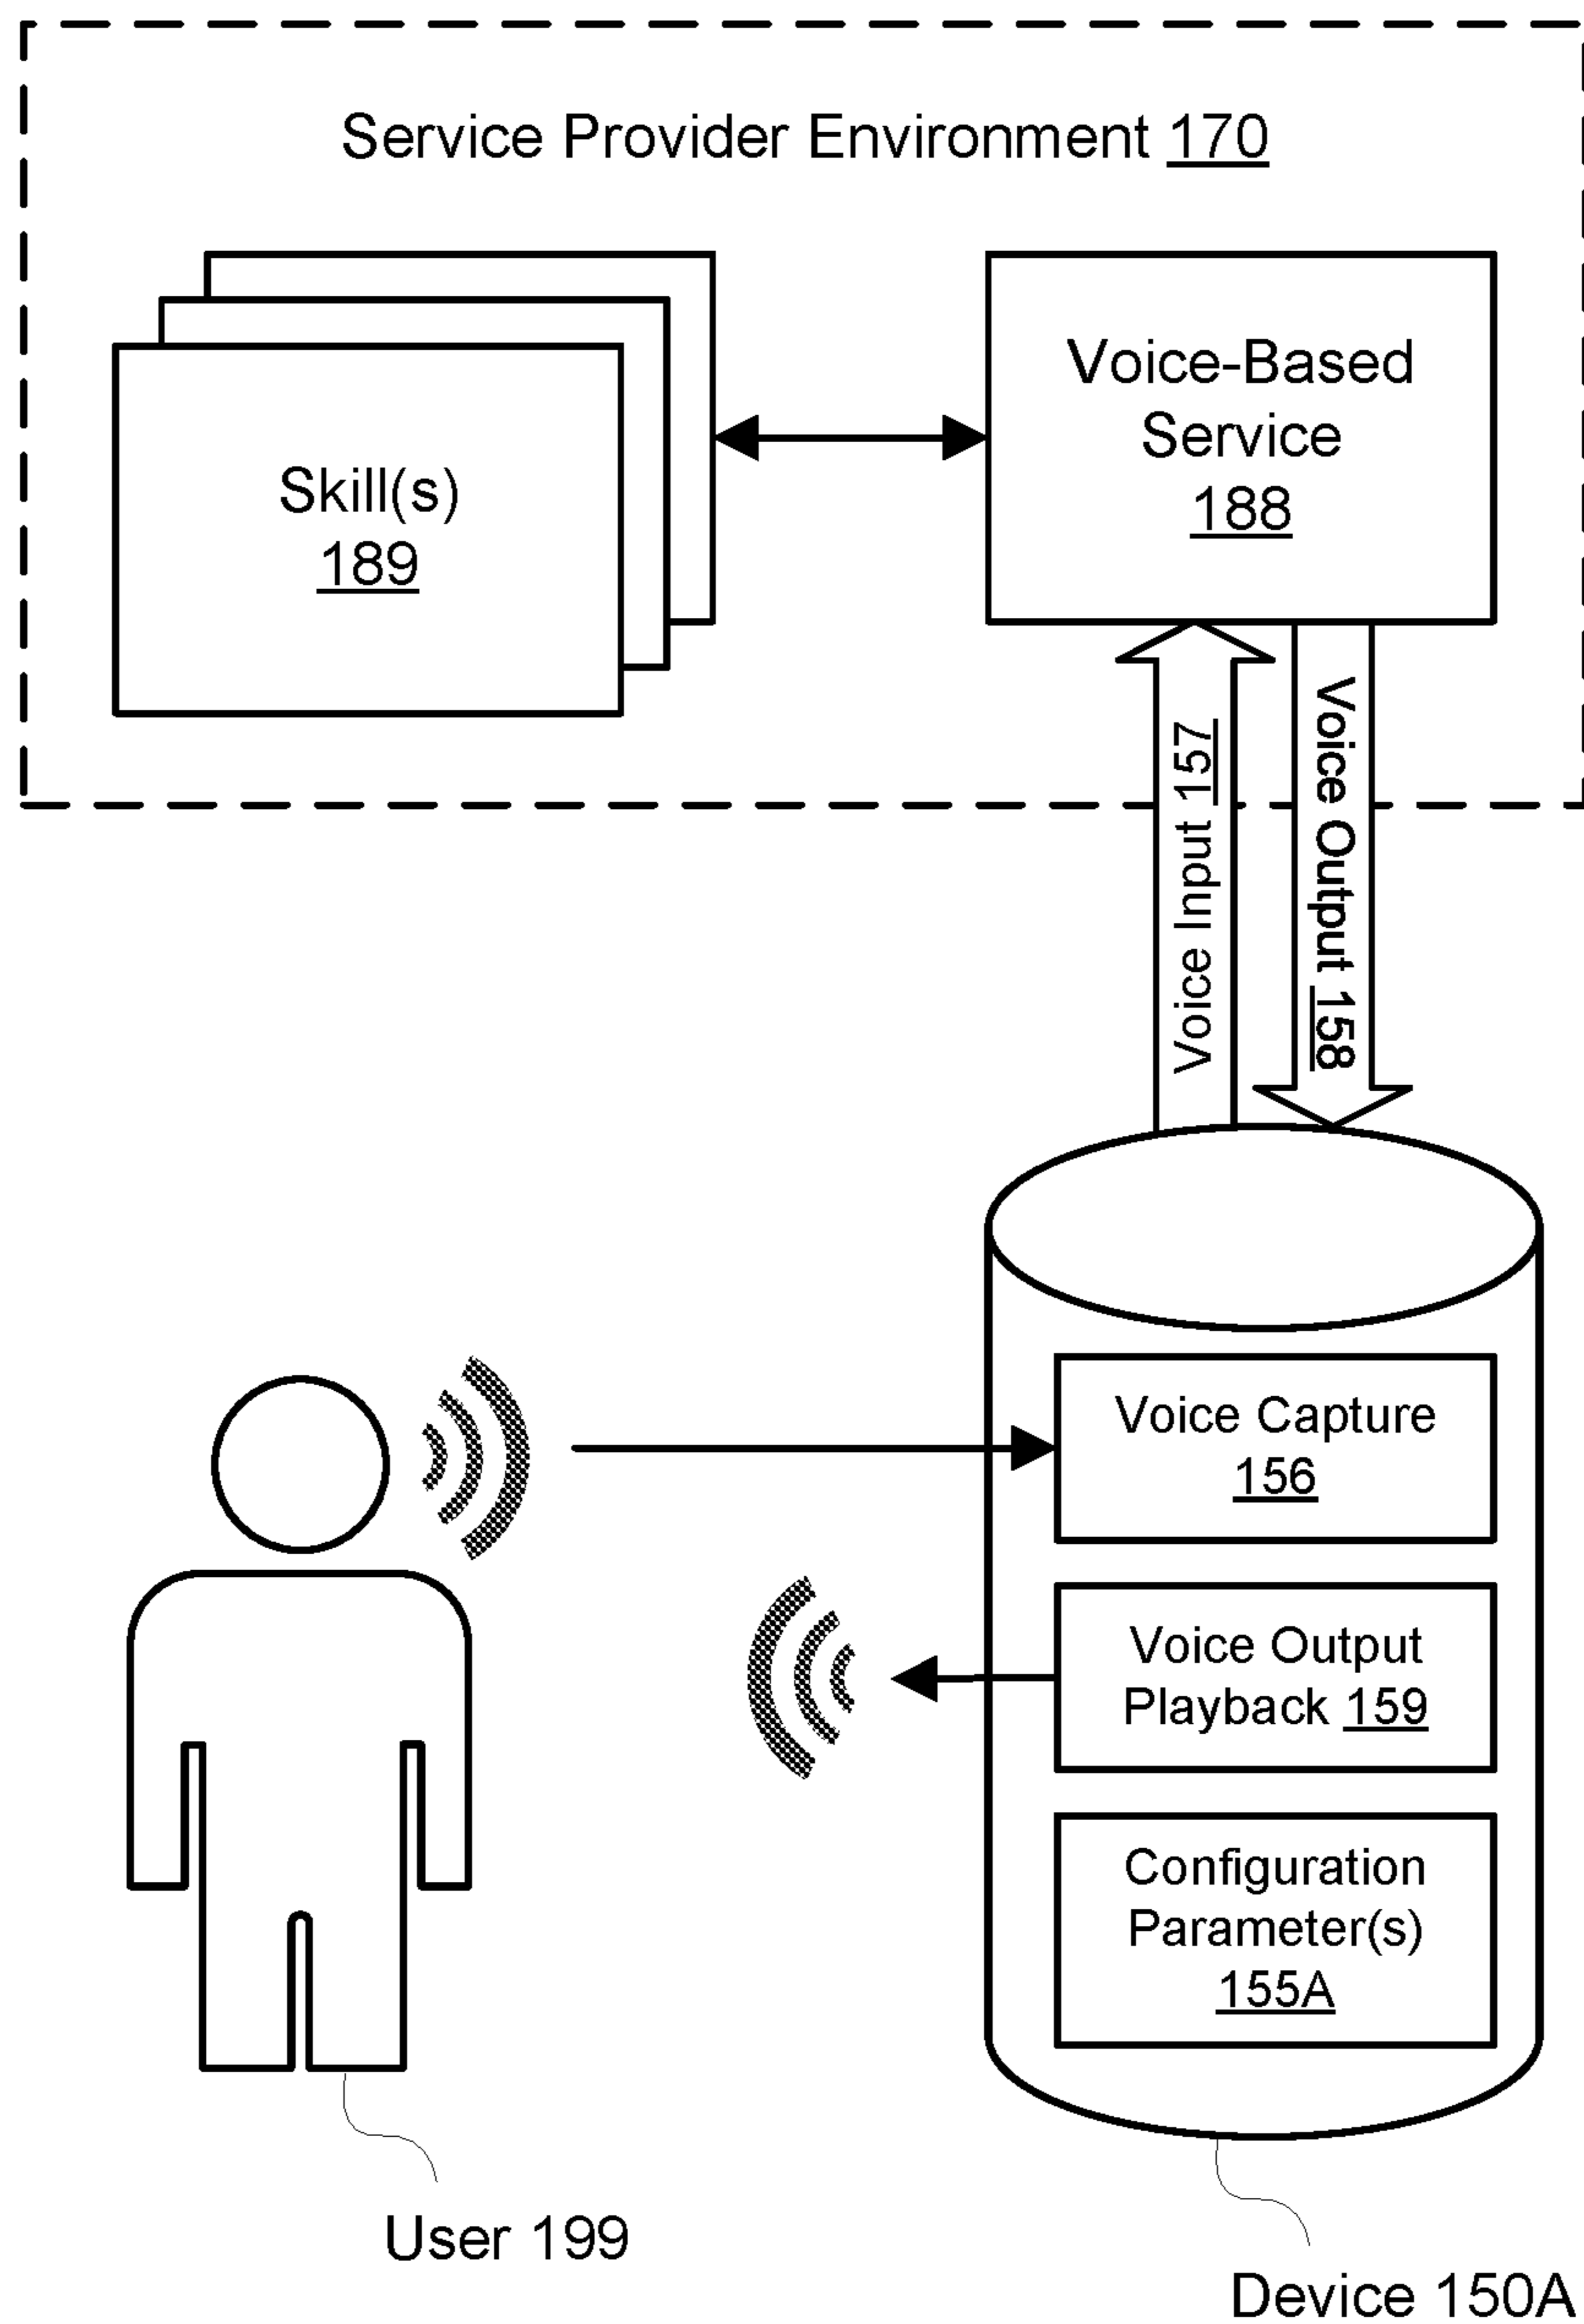 Service Provider Environment 170
Skill(s)
189
Voice-Based
Service
188
Voice Input 157
Voice Output 158
Voice Capture
156
Voice Output
Playback 159
Configuration
Parameter(s)
155A
User 199
Device 150A